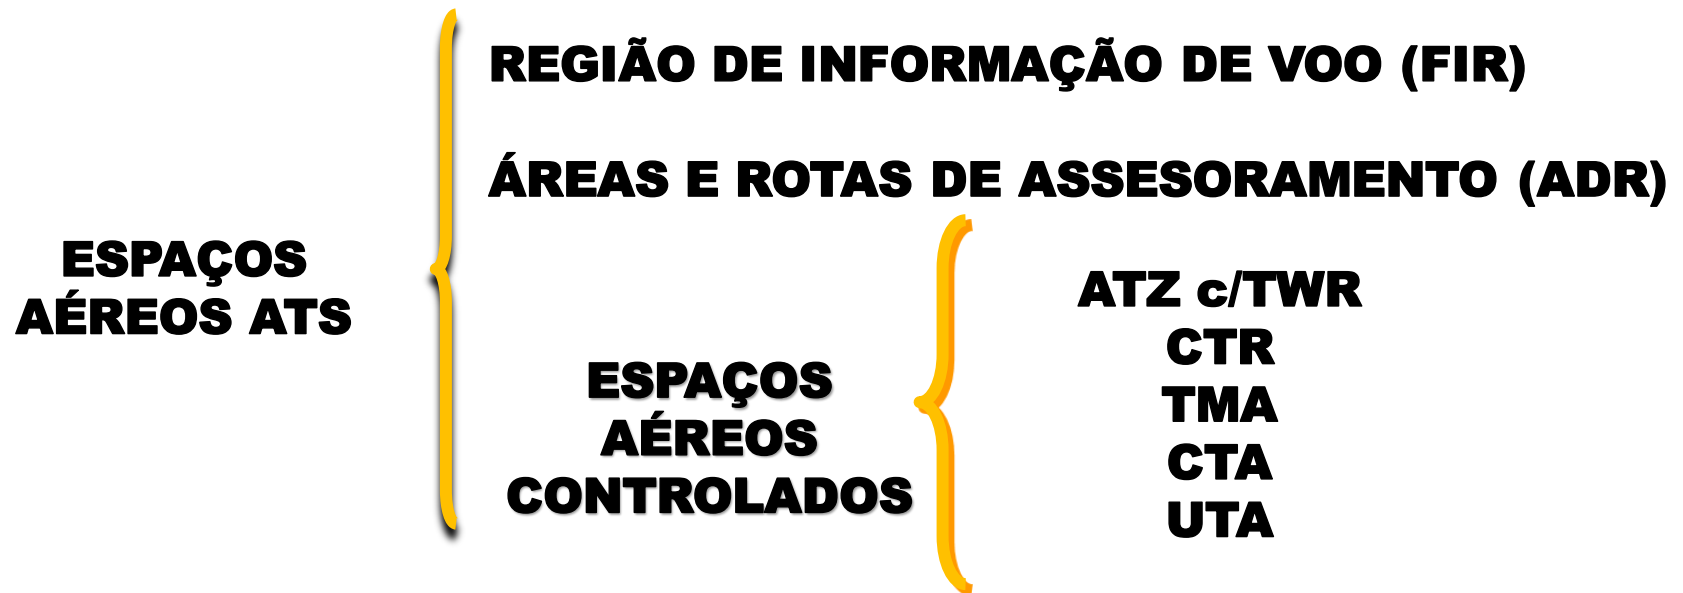 REGIÃO DE INFORMAÇÃO DE VOO (FIR)
ÁREAS E ROTAS DE ASSESORAMENTO (ADR)
ESPAÇOS
AÉREOS ATS
ESPAÇOS
AÉREOS
CONTROLADOS
ATZ c/TWR
CTR
TMA
CTA
UTA